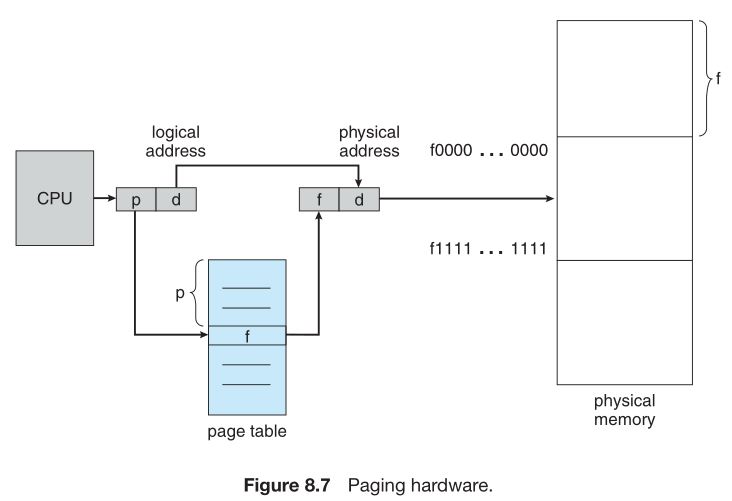 logical
address
physical
address
f0000 ... 0000
f
CPU
p
d
f
d
f1111 ... 1111
p
f
page table
physical
memory
Figure 8.7 Paging hardware.